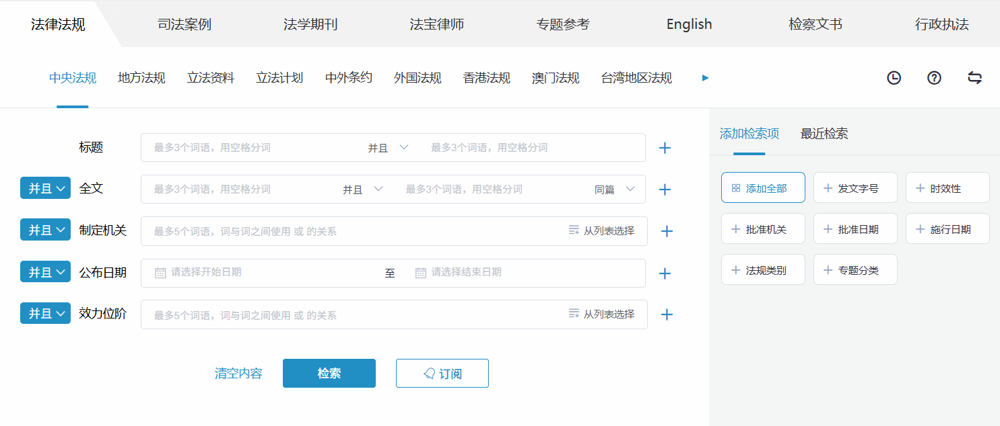 法律法规 司法案例 法学期刊 法宝律师 专题参考 English 检察文书 行政执法
中央法规 地方法规 立法资料 立法计划 中外条约 外国法规 香港法规 澳门法规 台湾地区法规
标题 最多3个词语，用空格分词 并且 最多3个词语，用空格分词
并且 全文 最多3个词语，用空格分词 并且 最多3个词语，用空格分词 同篇
并且 制定机关 最多5个词语，词与词之间使用 或 的关系 从列表选择
并且 公布日期 请选择开始日期 至 请选择结束日期
并且 效力位阶 最多5个词语，词与词之间使用 或 的关系 从列表选择
清空内容 检索 订阅
添加检索项 最近检索
添加全部 发文字号 时效性
批准机关 批准日期 施行日期
法规类别 专题分类